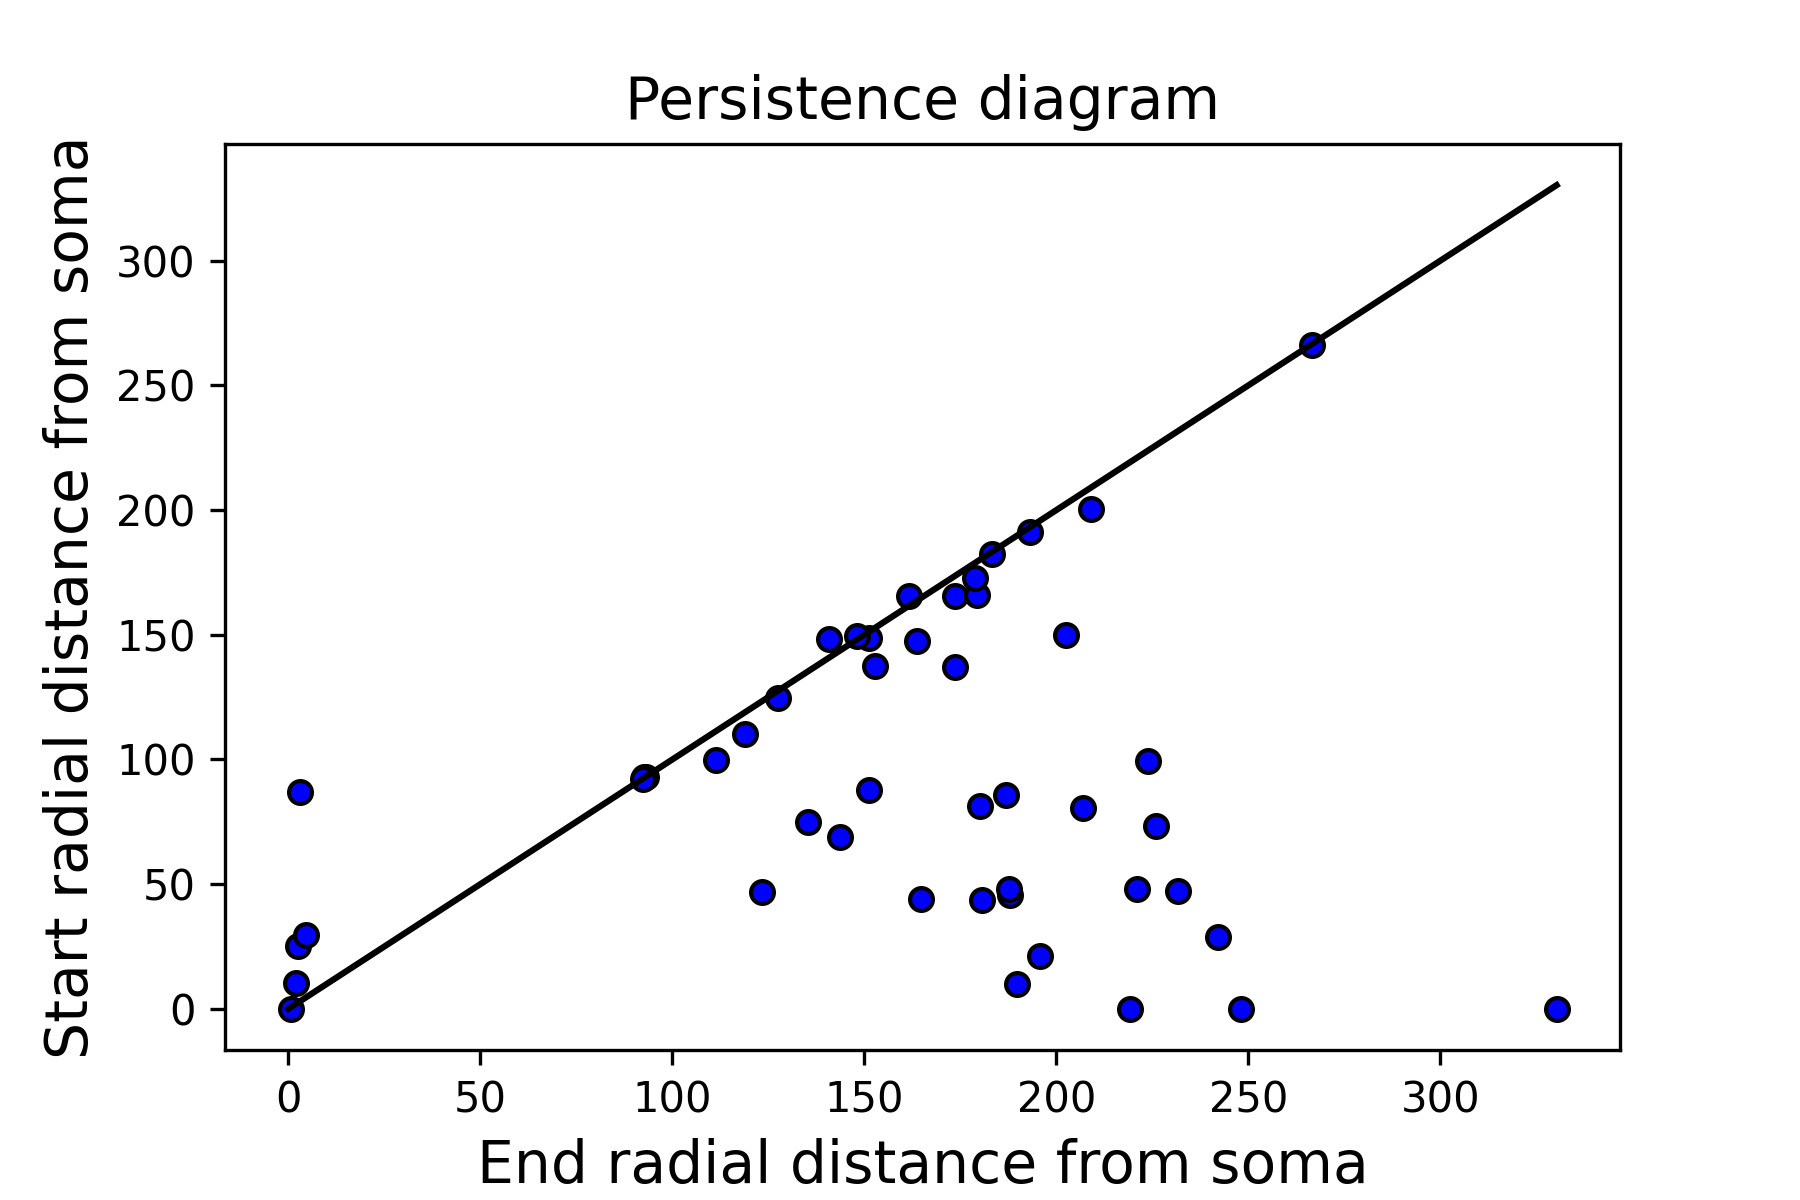 Persistence diagram
Start radial distance from soma
300
250
200
150
100
50
0
0 50 100 150 200 250 300
End radial distance from soma